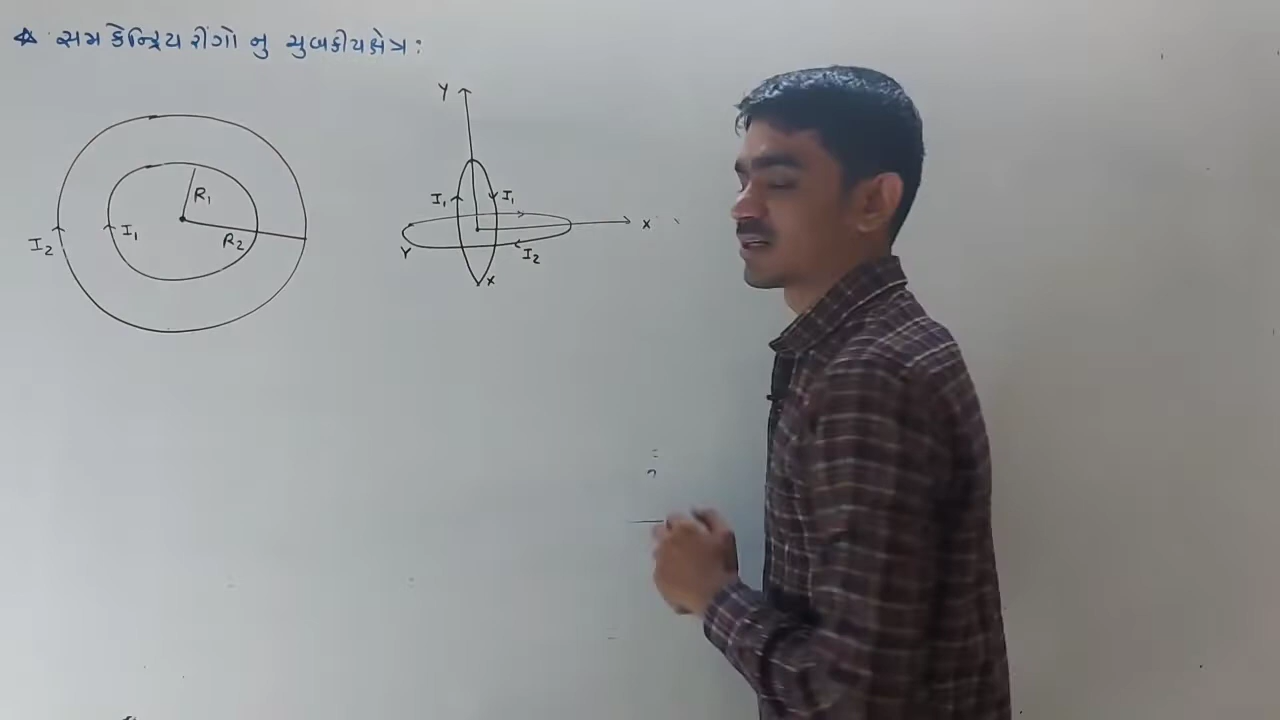 ☆ સમકેન્દ્રિય રીંગો નુ ચુબકીયક્ષેત્ર :
R1
R2
I1
I2
Y
I1
I1
X
Y
I2
X